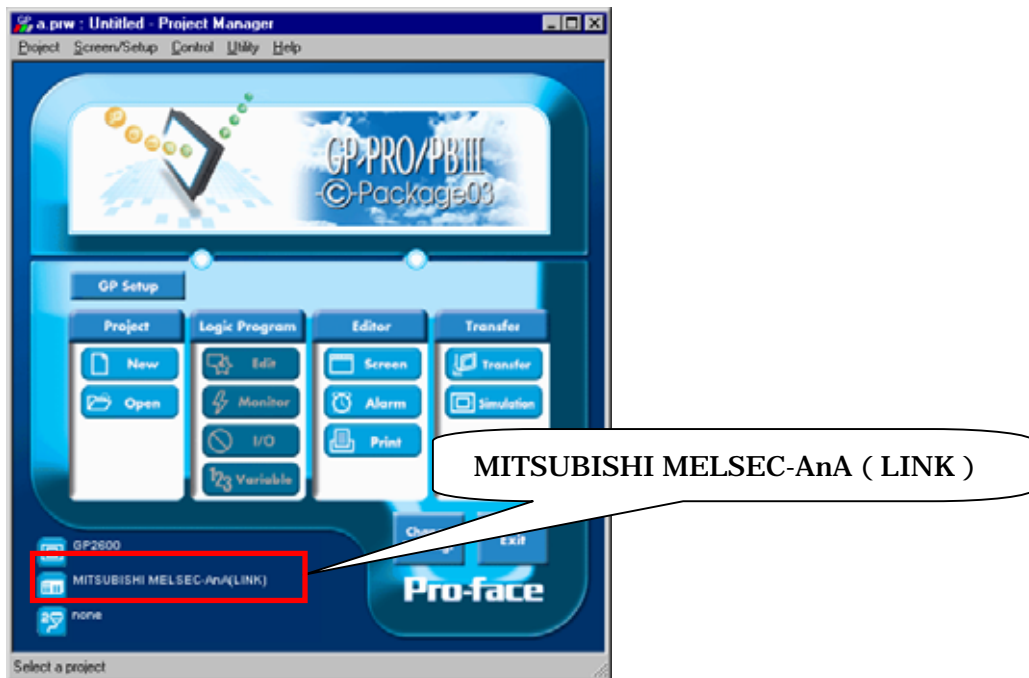 a.prw : Untitled - Project Manager
Project Screen/Setup Control Utility Help
GP-PRO/PBIII
-©-Package03
GP Setup
Project Logic Program Editor Transfer
New Edit Screen Transfer
Open Monitor Alarm Simulation
I/O Print
Variable
MITSUBISHI MELSEC-AnA ( LINK )
Exit
GP2600
MITSUBISHI MELSEC-AnA(LINK)
none
Pro-face
Select a project